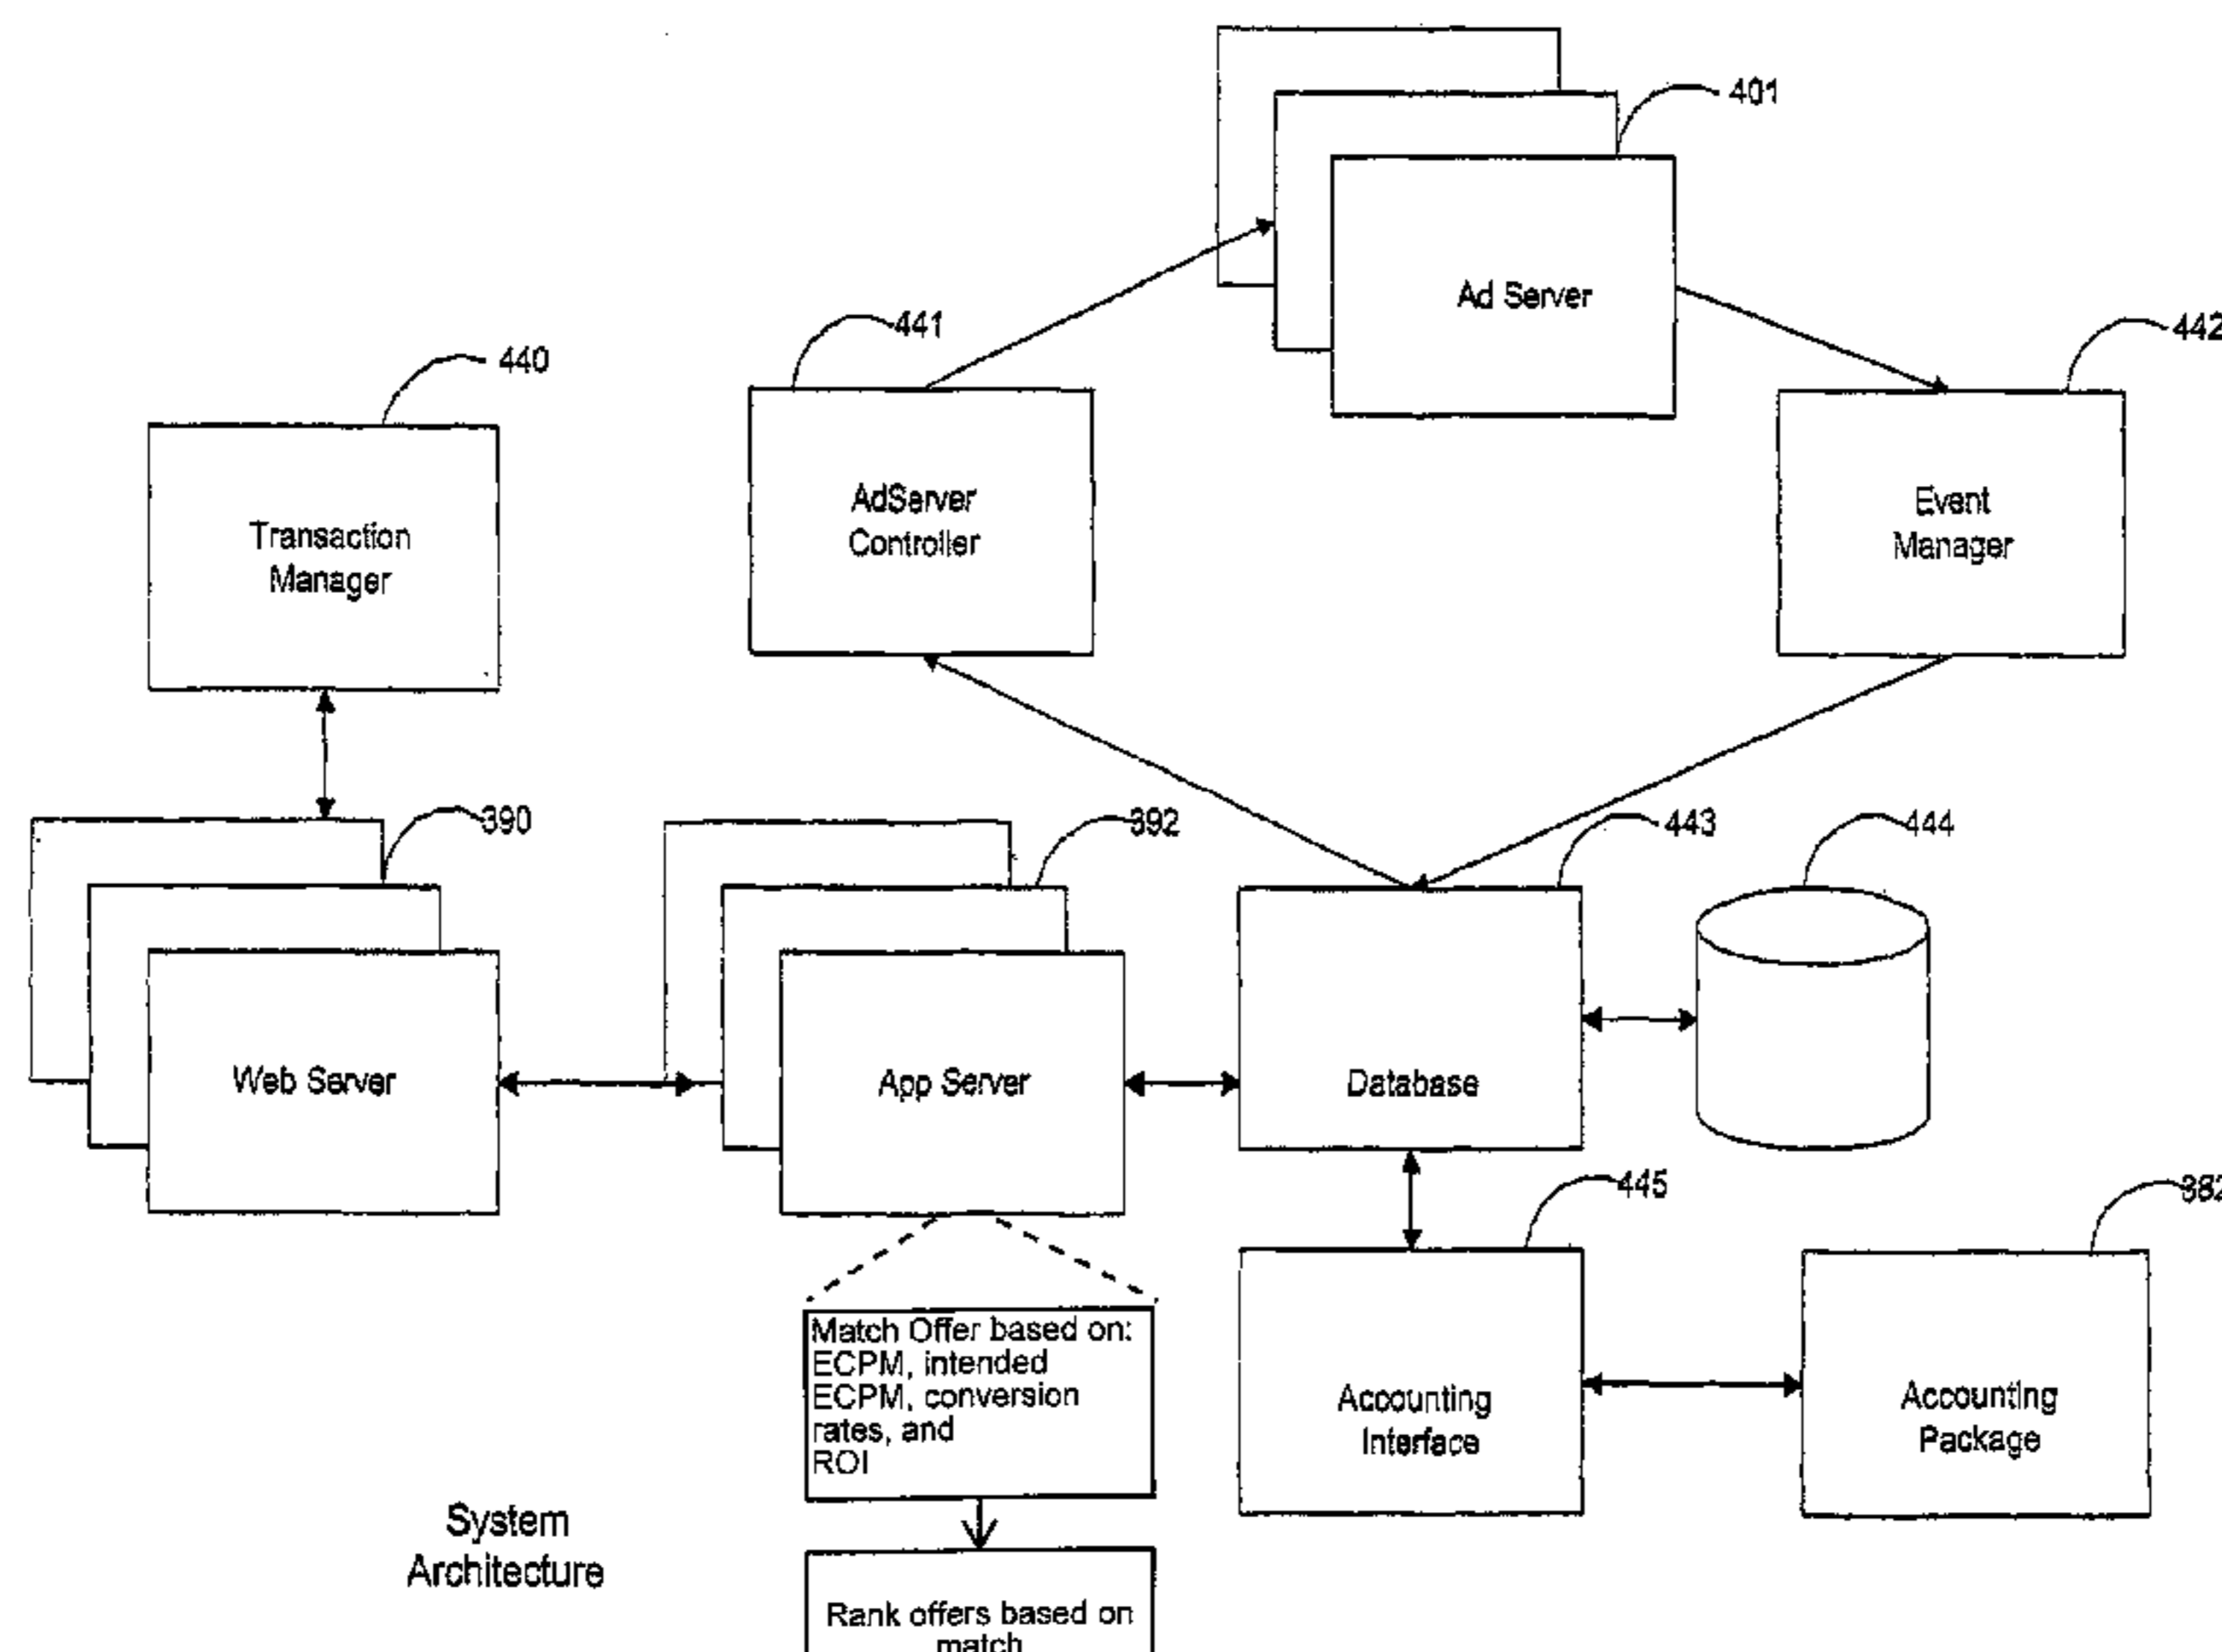 401
Ad Server
441
442
440
AdServer
Controller
Event
Manager
Transaction
Manager
390
392
443
444
Web Server
App Server
Database
445
382
Match Offer based on:
ECPM, intended
ECPM, conversion
rates, and
ROI
Accounting
Interface
Accounting
Package
System
Architecture
Rank offers based on
match